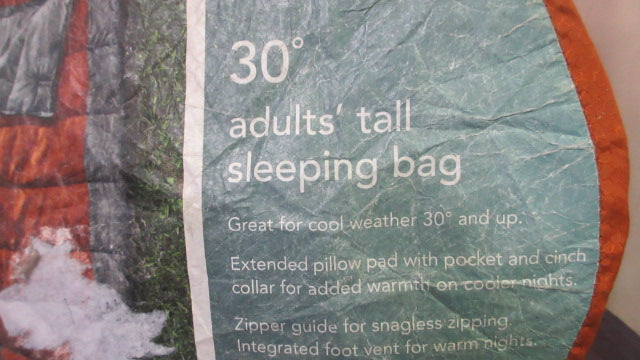 30°
adults' tall
sleeping bag
Great for cool weather 30° and up.
Extended pillow pad with pocket and cinch
collar for added warmth on cooler nights.
Zipper guide for snagless zipping.
Integrated foot vent for warm nights.